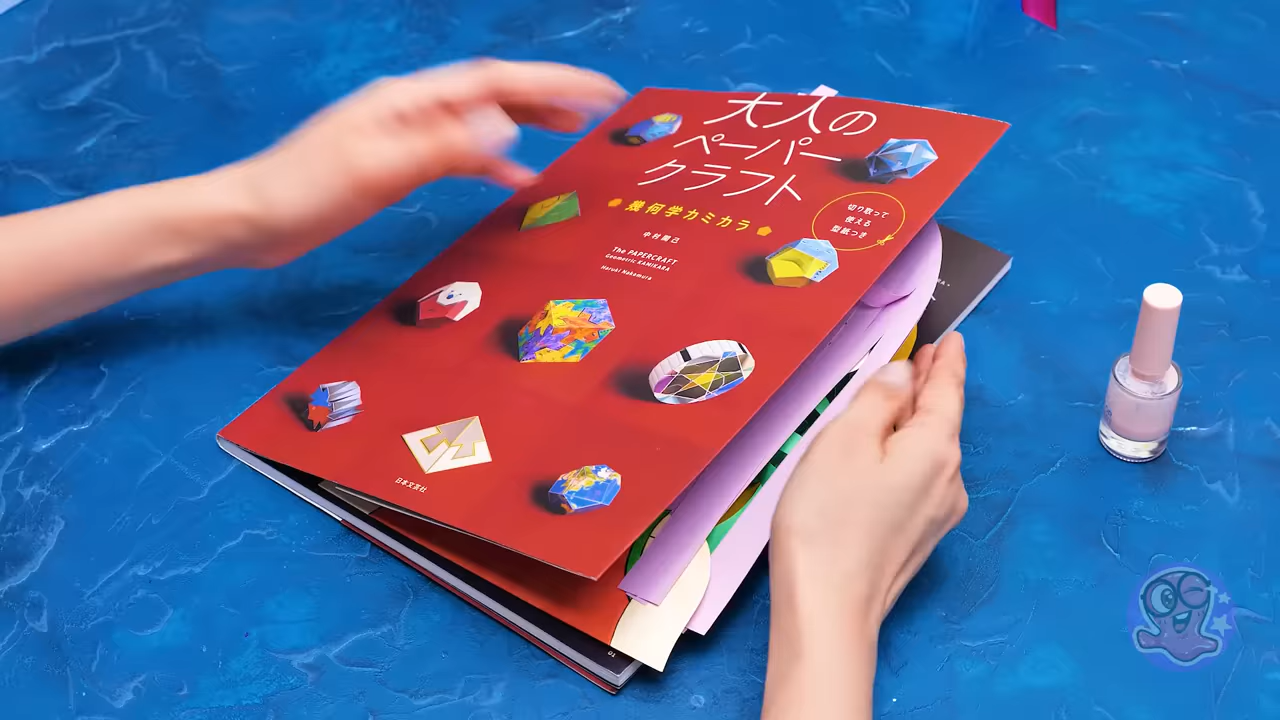 大人の
ペーパー
クラフト
幾何学カミカラ
切り取って
使える
型紙つき
中村開己
The PAPERCRAFT
Geometric KAMIKARA
Haruki Nakamura
日本文芸社
01